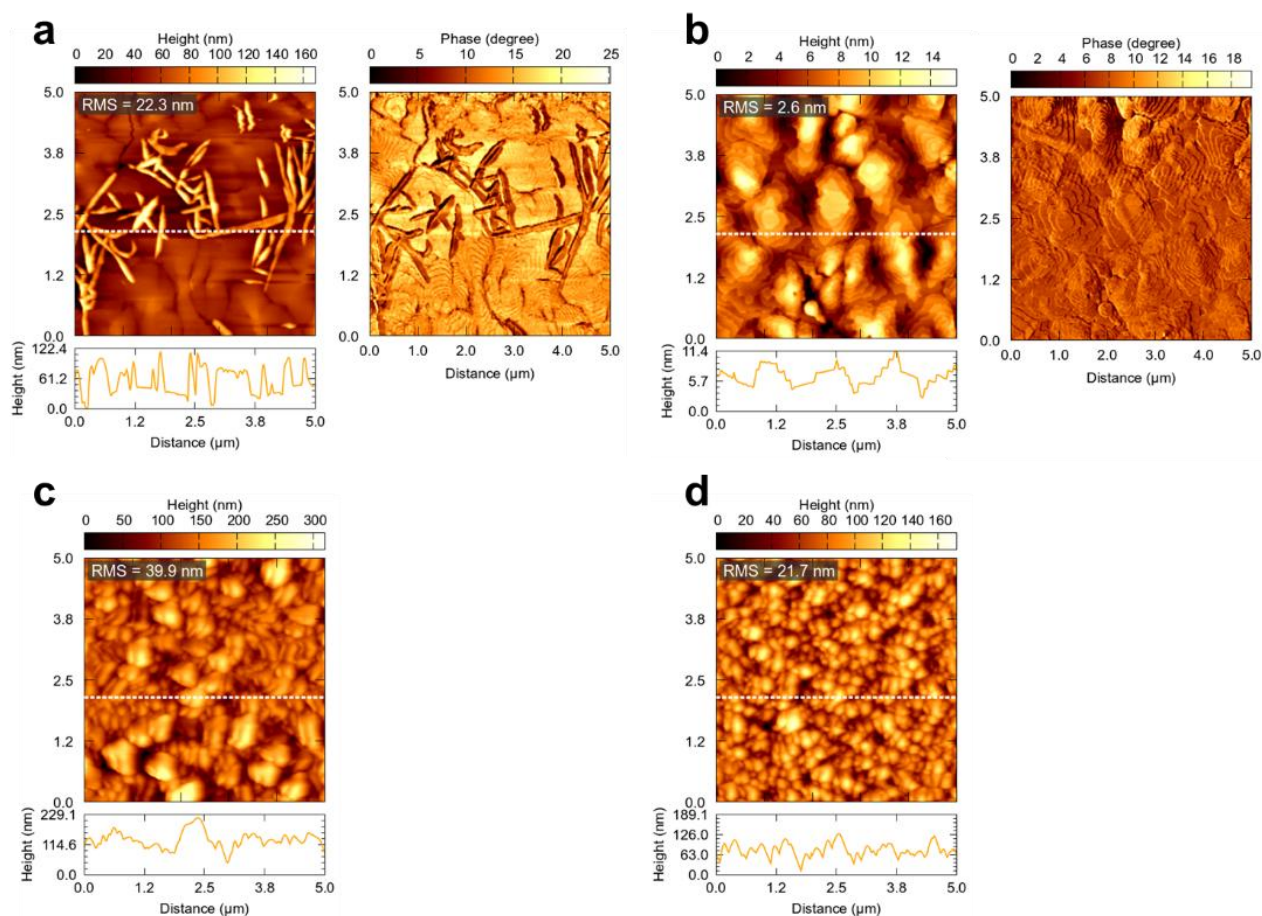 a
Height (nm)
0 20 40 60 80 100 120 140 160
RMS = 22.3 nm
5.0
3.8
2.5
1.2
0.0
122.4
61.2
0.0
Height (nm)
0.0 1.2 2.5 3.8 5.0
Distance (µm)
Phase (degree)
0 5 10 15 20 25
5.0
3.8
2.5
1.2
0.0
0.0 1.0 2.0 3.0 4.0 5.0
Distance (µm)
b
Height (nm)
0 2 4 6 8 10 12 14
RMS = 2.6 nm
5.0
3.8
2.5
1.2
0.0
11.4
5.7
0.0
Height (nm)
0.0 1.2 2.5 3.8 5.0
Distance (µm)
Phase (degree)
0 2 4 6 8 10 12 14 16 18
5.0
3.8
2.5
1.2
0.0
0.0 1.0 2.0 3.0 4.0 5.0
Distance (µm)
c
Height (nm)
0 50 100 150 200 250 300
RMS = 39.9 nm
5.0
3.8
2.5
1.2
0.0
229.1
114.6
0.0
Height (nm)
0.0 1.2 2.5 3.8 5.0
Distance (µm)
d
Height (nm)
0 20 40 60 80 100 120 140 160
RMS = 21.7 nm
5.0
3.8
2.5
1.2
0.0
189.1
126.0
63.0
0.0
Height (nm)
0.0 1.2 2.5 3.8 5.0
Distance (µm)